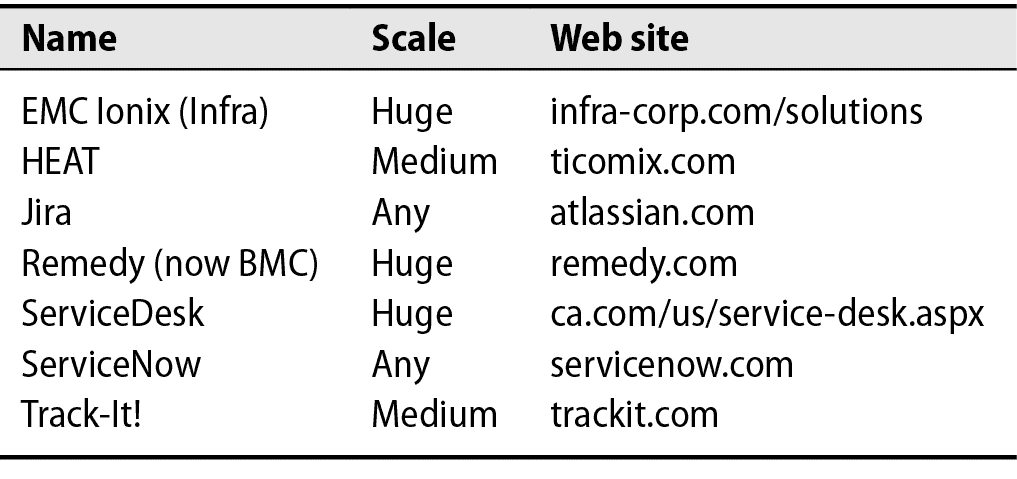 Name Scale Web site
EMC Ionix (Infra) Huge infra-corp.com/solutions
HEAT Medium ticomix.com
Jira Any atlassian.com
Remedy (now BMC) Huge remedy.com
ServiceDesk Huge ca.com/us/service-desk.aspx
ServiceNow Any servicenow.com
Track-It! Medium trackit.com